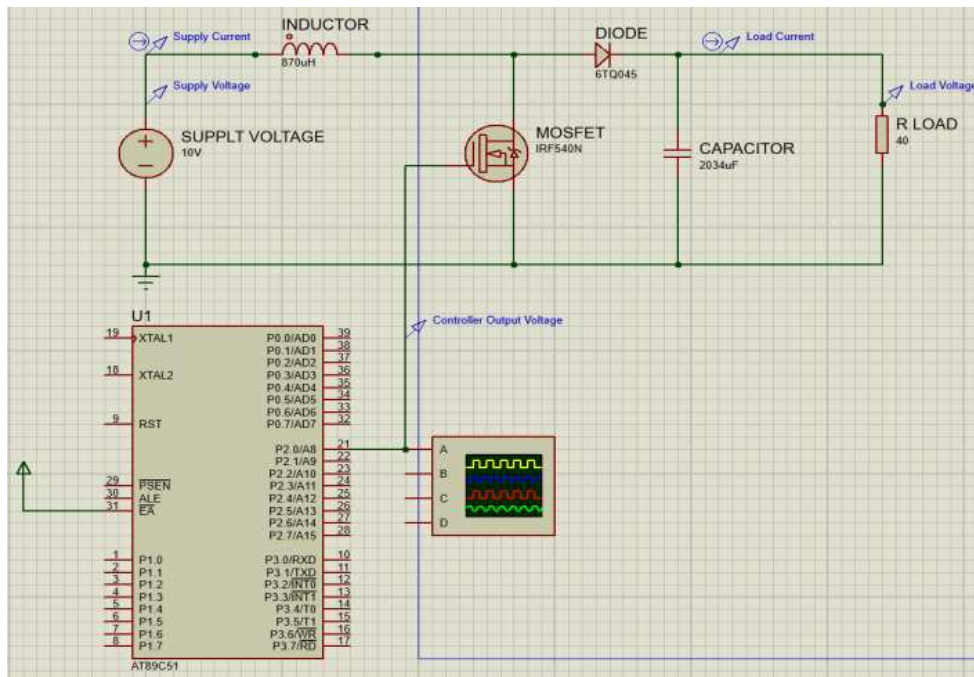 INDUCTOR
870uH
Supply Current
Supply Voltage
SUPPLT VOLTAGE
10V
DIODE
6TQ045
Load Current
Load Voltage
MOSFET
IRF540N
CAPACITOR
2034uF
R LOAD
40
Controller Output Voltage
U1
19 XTAL1
18 XTAL2
9 RST
29 PSEN
30 ALE
31 EA
1 P1.0
2 P1.1
3 P1.2
4 P1.3
5 P1.4
6 P1.5
7 P1.6
8 P1.7
P0.0/AD0 39
P0.1/AD1 38
P0.2/AD2 37
P0.3/AD3 36
P0.4/AD4 35
P0.5/AD5 34
P0.6/AD6 33
P0.7/AD7 32
P2.0/A8 21
P2.1/A9 22
P2.2/A10 23
P2.3/A11 24
P2.4/A12 25
P2.5/A13 26
P2.6/A14 27
P2.7/A15 28
P3.0/RXD 10
P3.1/TXD 11
P3.2/INT0 12
P3.3/INT1 13
P3.4/T0 14
P3.5/T1 15
P3.6/WR 16
P3.7/RD 17
AT89C51
A
B
C
D